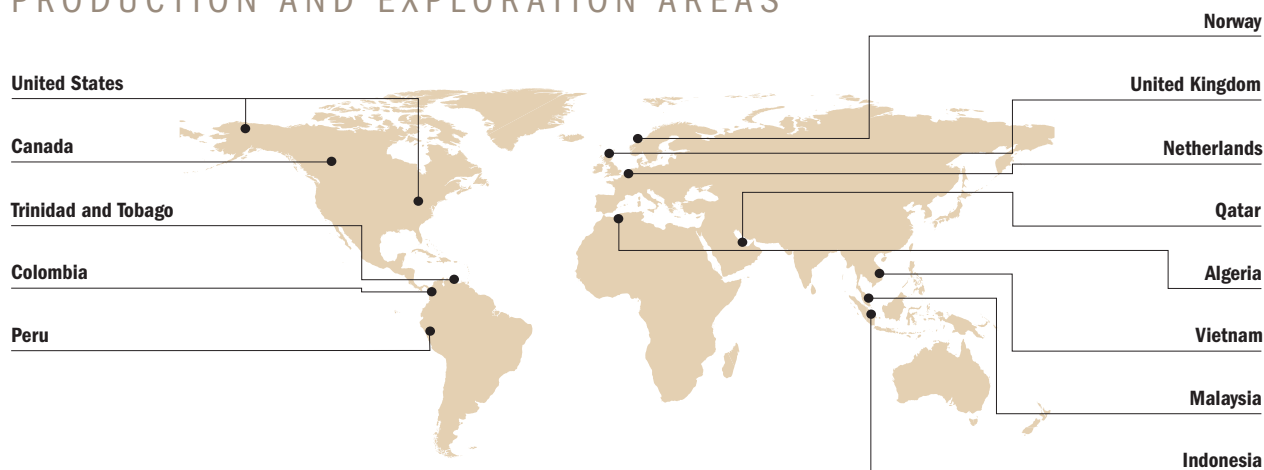 PRODUCTION AND EXPLORATION AREAS
Norway
United States
United Kingdom
Canada
Netherlands
Trinidad and Tobago
Qatar
Colombia
Algeria
Peru
Vietnam
Malaysia
Indonesia